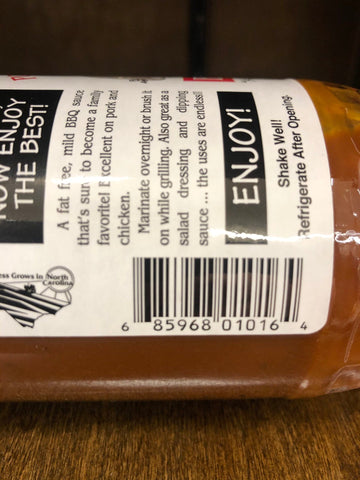 NOW ENJOY
THE BEST!
A fat free, mild BBQ sauce
that's sure to become a family
favorite! Excellent on pork and
chicken.
Marinate overnight or brush it
on while grilling. Also great as a
salad dressing and dipping
sauce ... the uses are endless!
ENJOY!
Shake Well!
Refrigerate After Opening.
Grows in North
Carolina
6 85968 01016 4